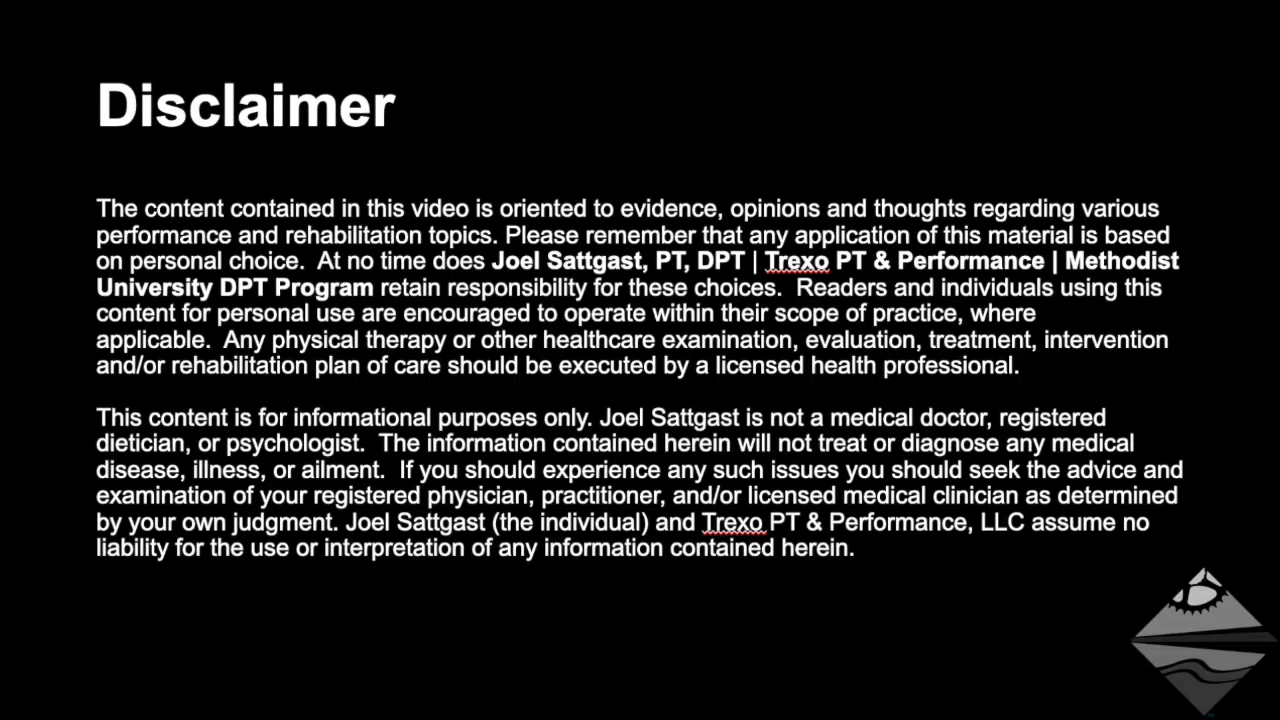 Disclaimer
The content contained in this video is oriented to evidence, opinions and thoughts regarding various
performance and rehabilitation topics. Please remember that any application of this material is based
on personal choice.  At no time does Joel Sattgast, PT, DPT | Trexo PT & Performance | Methodist
University DPT Program retain responsibility for these choices.  Readers and individuals using this
content for personal use are encouraged to operate within their scope of practice, where
applicable.  Any physical therapy or other healthcare examination, evaluation, treatment, intervention
and/or rehabilitation plan of care should be executed by a licensed health professional.
This content is for informational purposes only. Joel Sattgast is not a medical doctor, registered
dietician, or psychologist.  The information contained herein will not treat or diagnose any medical
disease, illness, or ailment.  If you should experience any such issues you should seek the advice and
examination of your registered physician, practitioner, and/or licensed medical clinician as determined
by your own judgment. Joel Sattgast (the individual) and Trexo PT & Performance, LLC assume no
liability for the use or interpretation of any information contained herein.